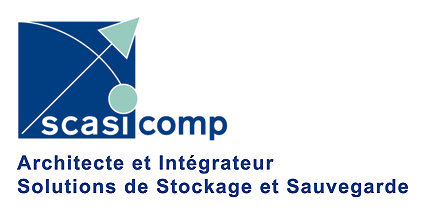 scasicomp
Architecte et Intégrateur
Solutions de Stockage et Sauvegarde